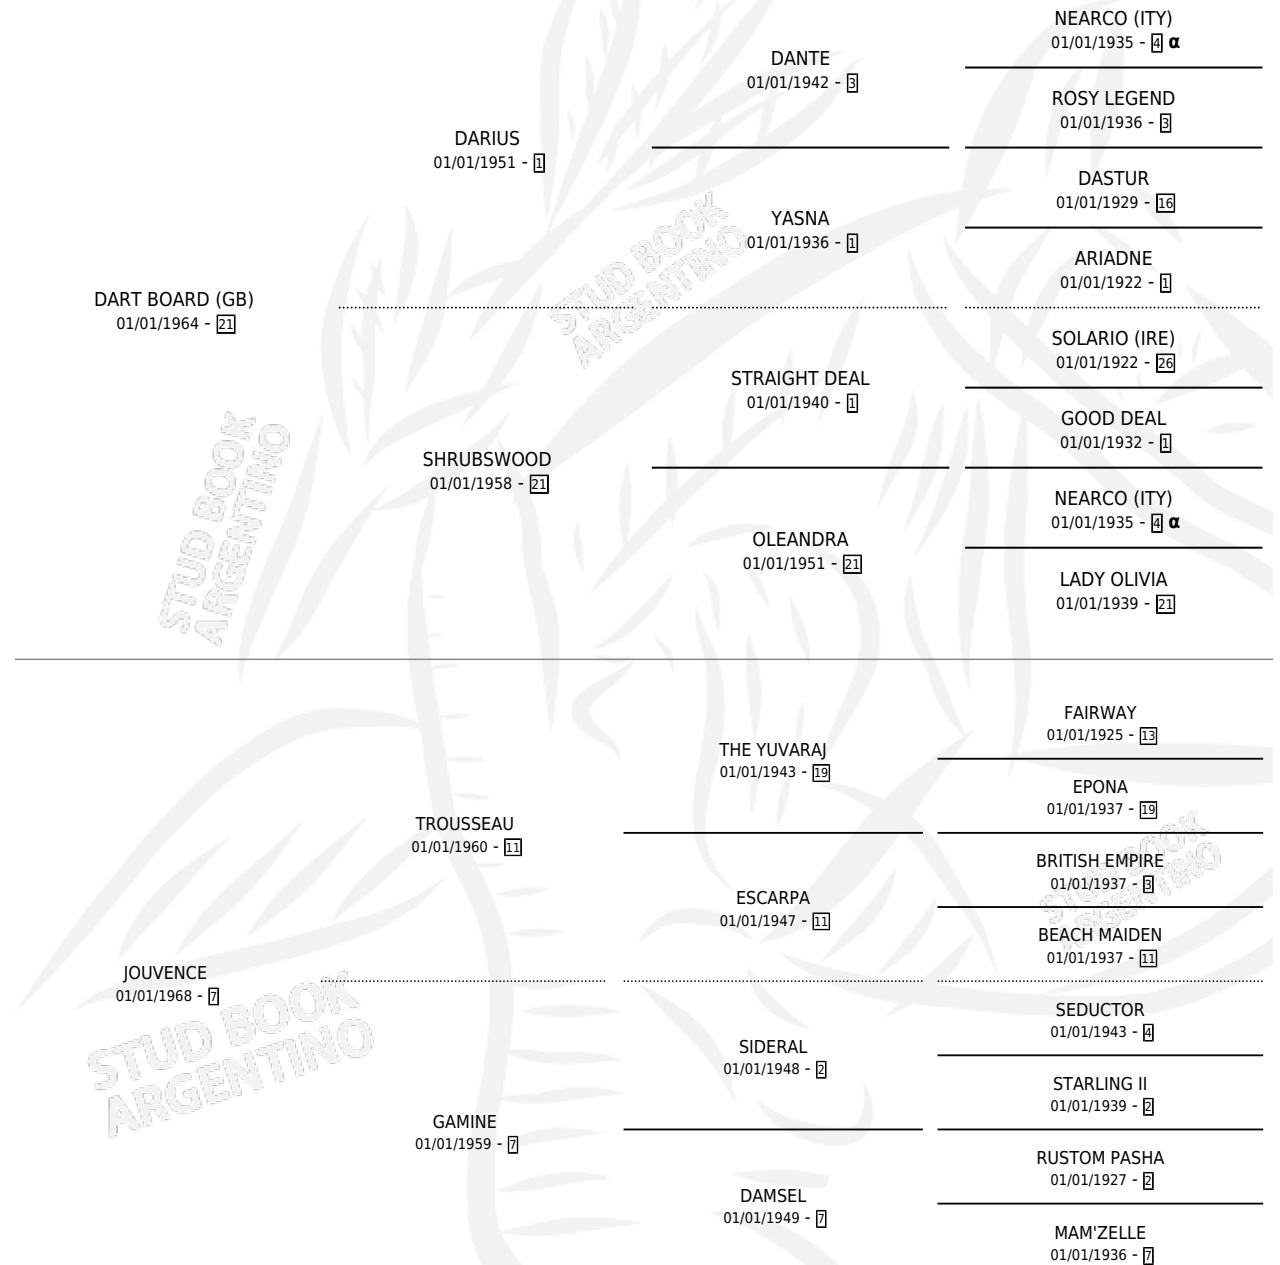 NEARCO (ITY)
01/01/1935 - 4 α
DANTE
01/01/1942 - 3
ROSY LEGEND
01/01/1936 - 3
DARIUS
01/01/1951 - 1
DASTUR
01/01/1929 - 16
YASNA
01/01/1936 - 1
ARIADNE
01/01/1922 - 1
STUD BOOK
ARGENTINO
DART BOARD (GB)
01/01/1964 - 21
SOLARIO (IRE)
01/01/1922 - 26
STRAIGHT DEAL
01/01/1940 - 1
GOOD DEAL
01/01/1932 - 1
SHRUBSWOOD
01/01/1958 - 21
STUD BOOK
ARGENTINO
NEARCO (ITY)
01/01/1935 - 4 α
OLEANDRA
01/01/1951 - 21
LADY OLIVIA
01/01/1939 - 21
FAIRWAY
01/01/1925 - 13
THE YUVARAJ
01/01/1943 - 19
EPONA
01/01/1937 - 19
TROUSSEAU
01/01/1960 - 11
BRITISH EMPIRE
01/01/1937 - 3
STUD BOOK
ARGENTINO
ESCARPA
01/01/1947 - 11
BEACH MAIDEN
01/01/1937 - 11
JOUVENCE
01/01/1968 - 7
STUD BOOK
ARGENTINO
SEDUCTOR
01/01/1943 - 4
SIDERAL
01/01/1948 - 2
STARLING II
01/01/1939 - 2
GAMINE
01/01/1959 - 7
RUSTOM PASHA
01/01/1927 - 2
DAMSEL
01/01/1949 - 7
MAM'ZELLE
01/01/1936 - 7